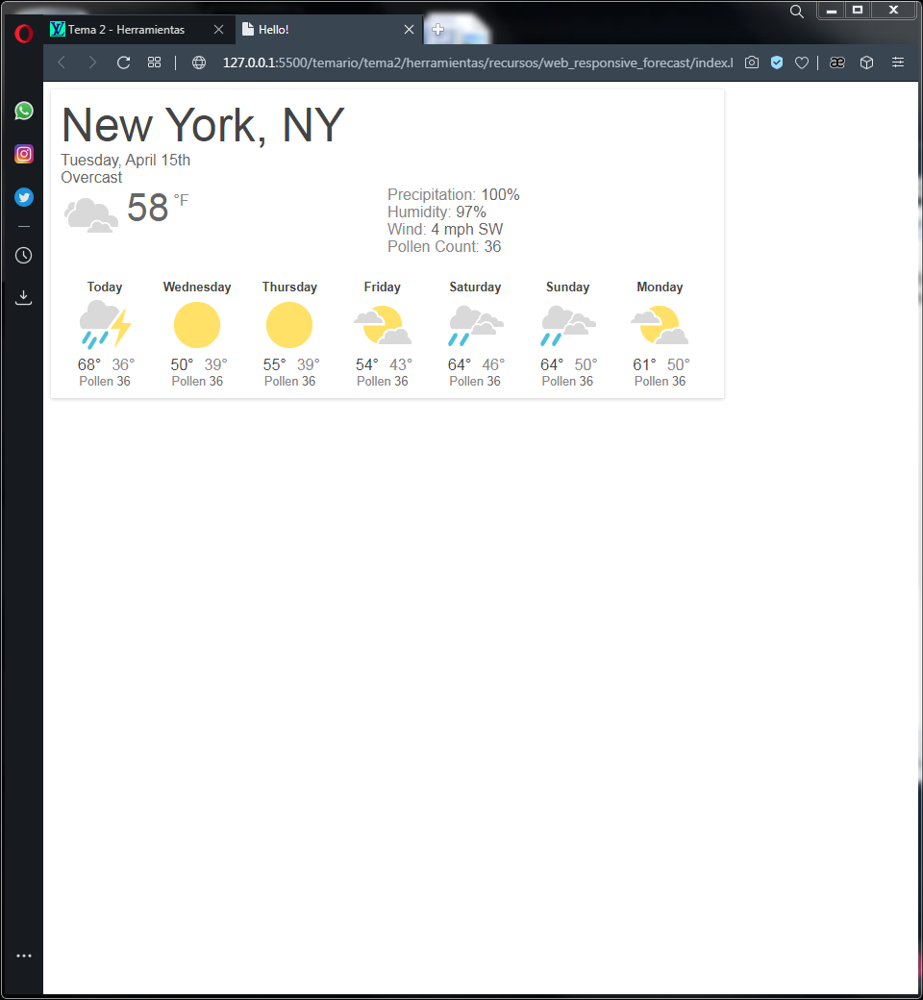 Tema 2 - Herramientas
Hello!
127.0.0.1:5500/temario/tema2/herramientas/recursos/web_responsive_forecast/index.
New York, NY
Tuesday, April 15th
Overcast
58 °F
Precipitation: 100%
Humidity: 97%
Wind: 4 mph SW
Pollen Count: 36
Today Wednesday Thursday Friday Saturday Sunday Monday
68° 36° 50° 39° 55° 39° 54° 43° 64° 46° 64° 50° 61° 50°
Pollen 36 Pollen 36 Pollen 36 Pollen 36 Pollen 36 Pollen 36 Pollen 36